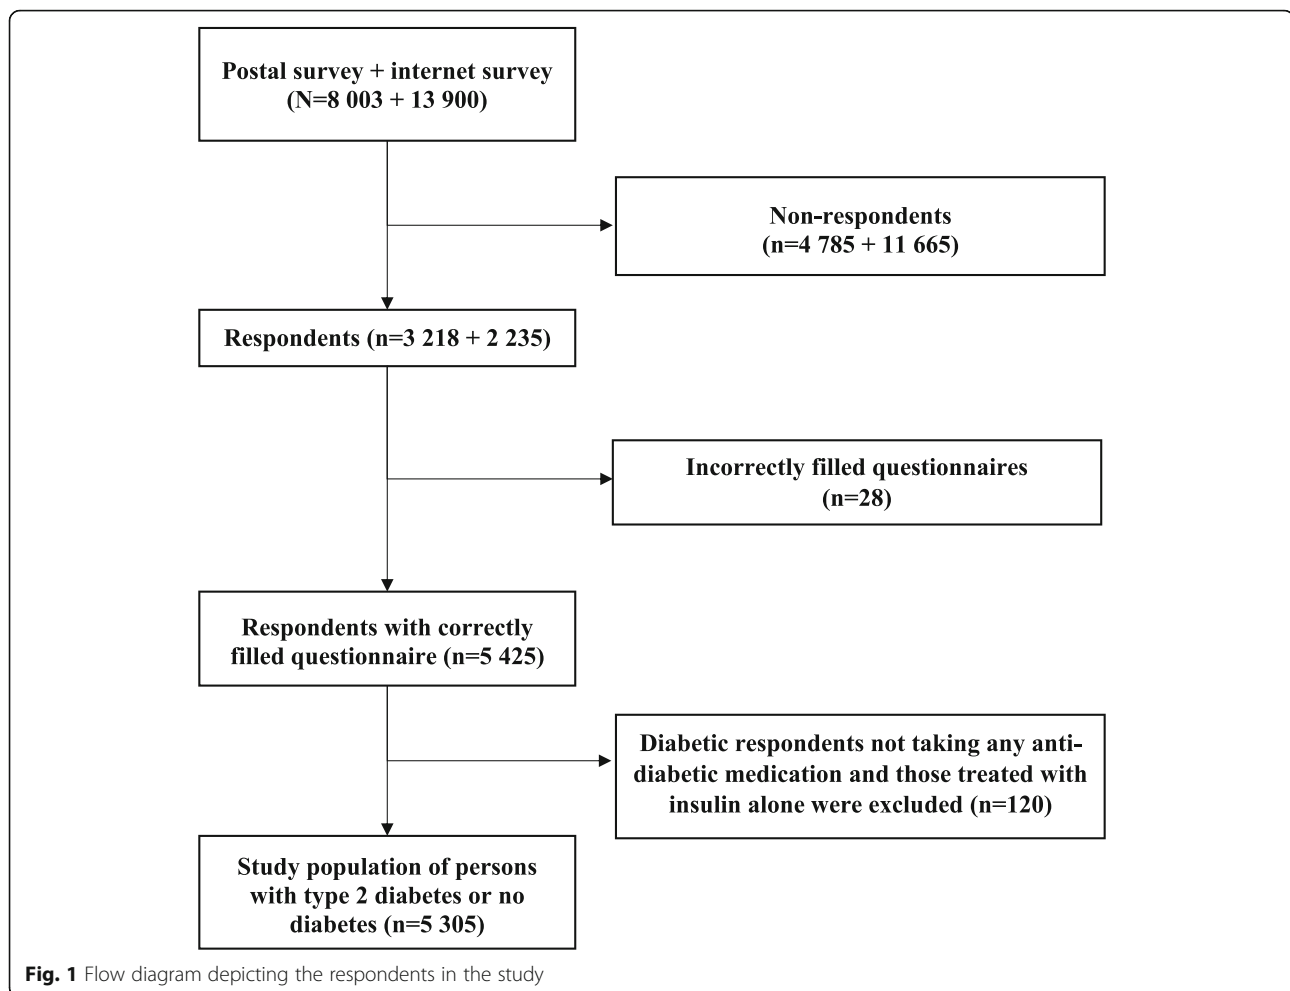 Postal survey + internet survey
(N=8 003 + 13 900)
Non-respondents
(n=4 785 + 11 665)
Respondents (n=3 218 + 2 235)
Incorrectly filled questionnaires
(n=28)
Respondents with correctly
filled questionnaire (n=5 425)
Diabetic respondents not taking any anti-
diabetic medication and those treated with
insulin alone were excluded (n=120)
Study population of persons
with type 2 diabetes or no
diabetes (n=5 305)
Fig. 1 Flow diagram depicting the respondents in the study